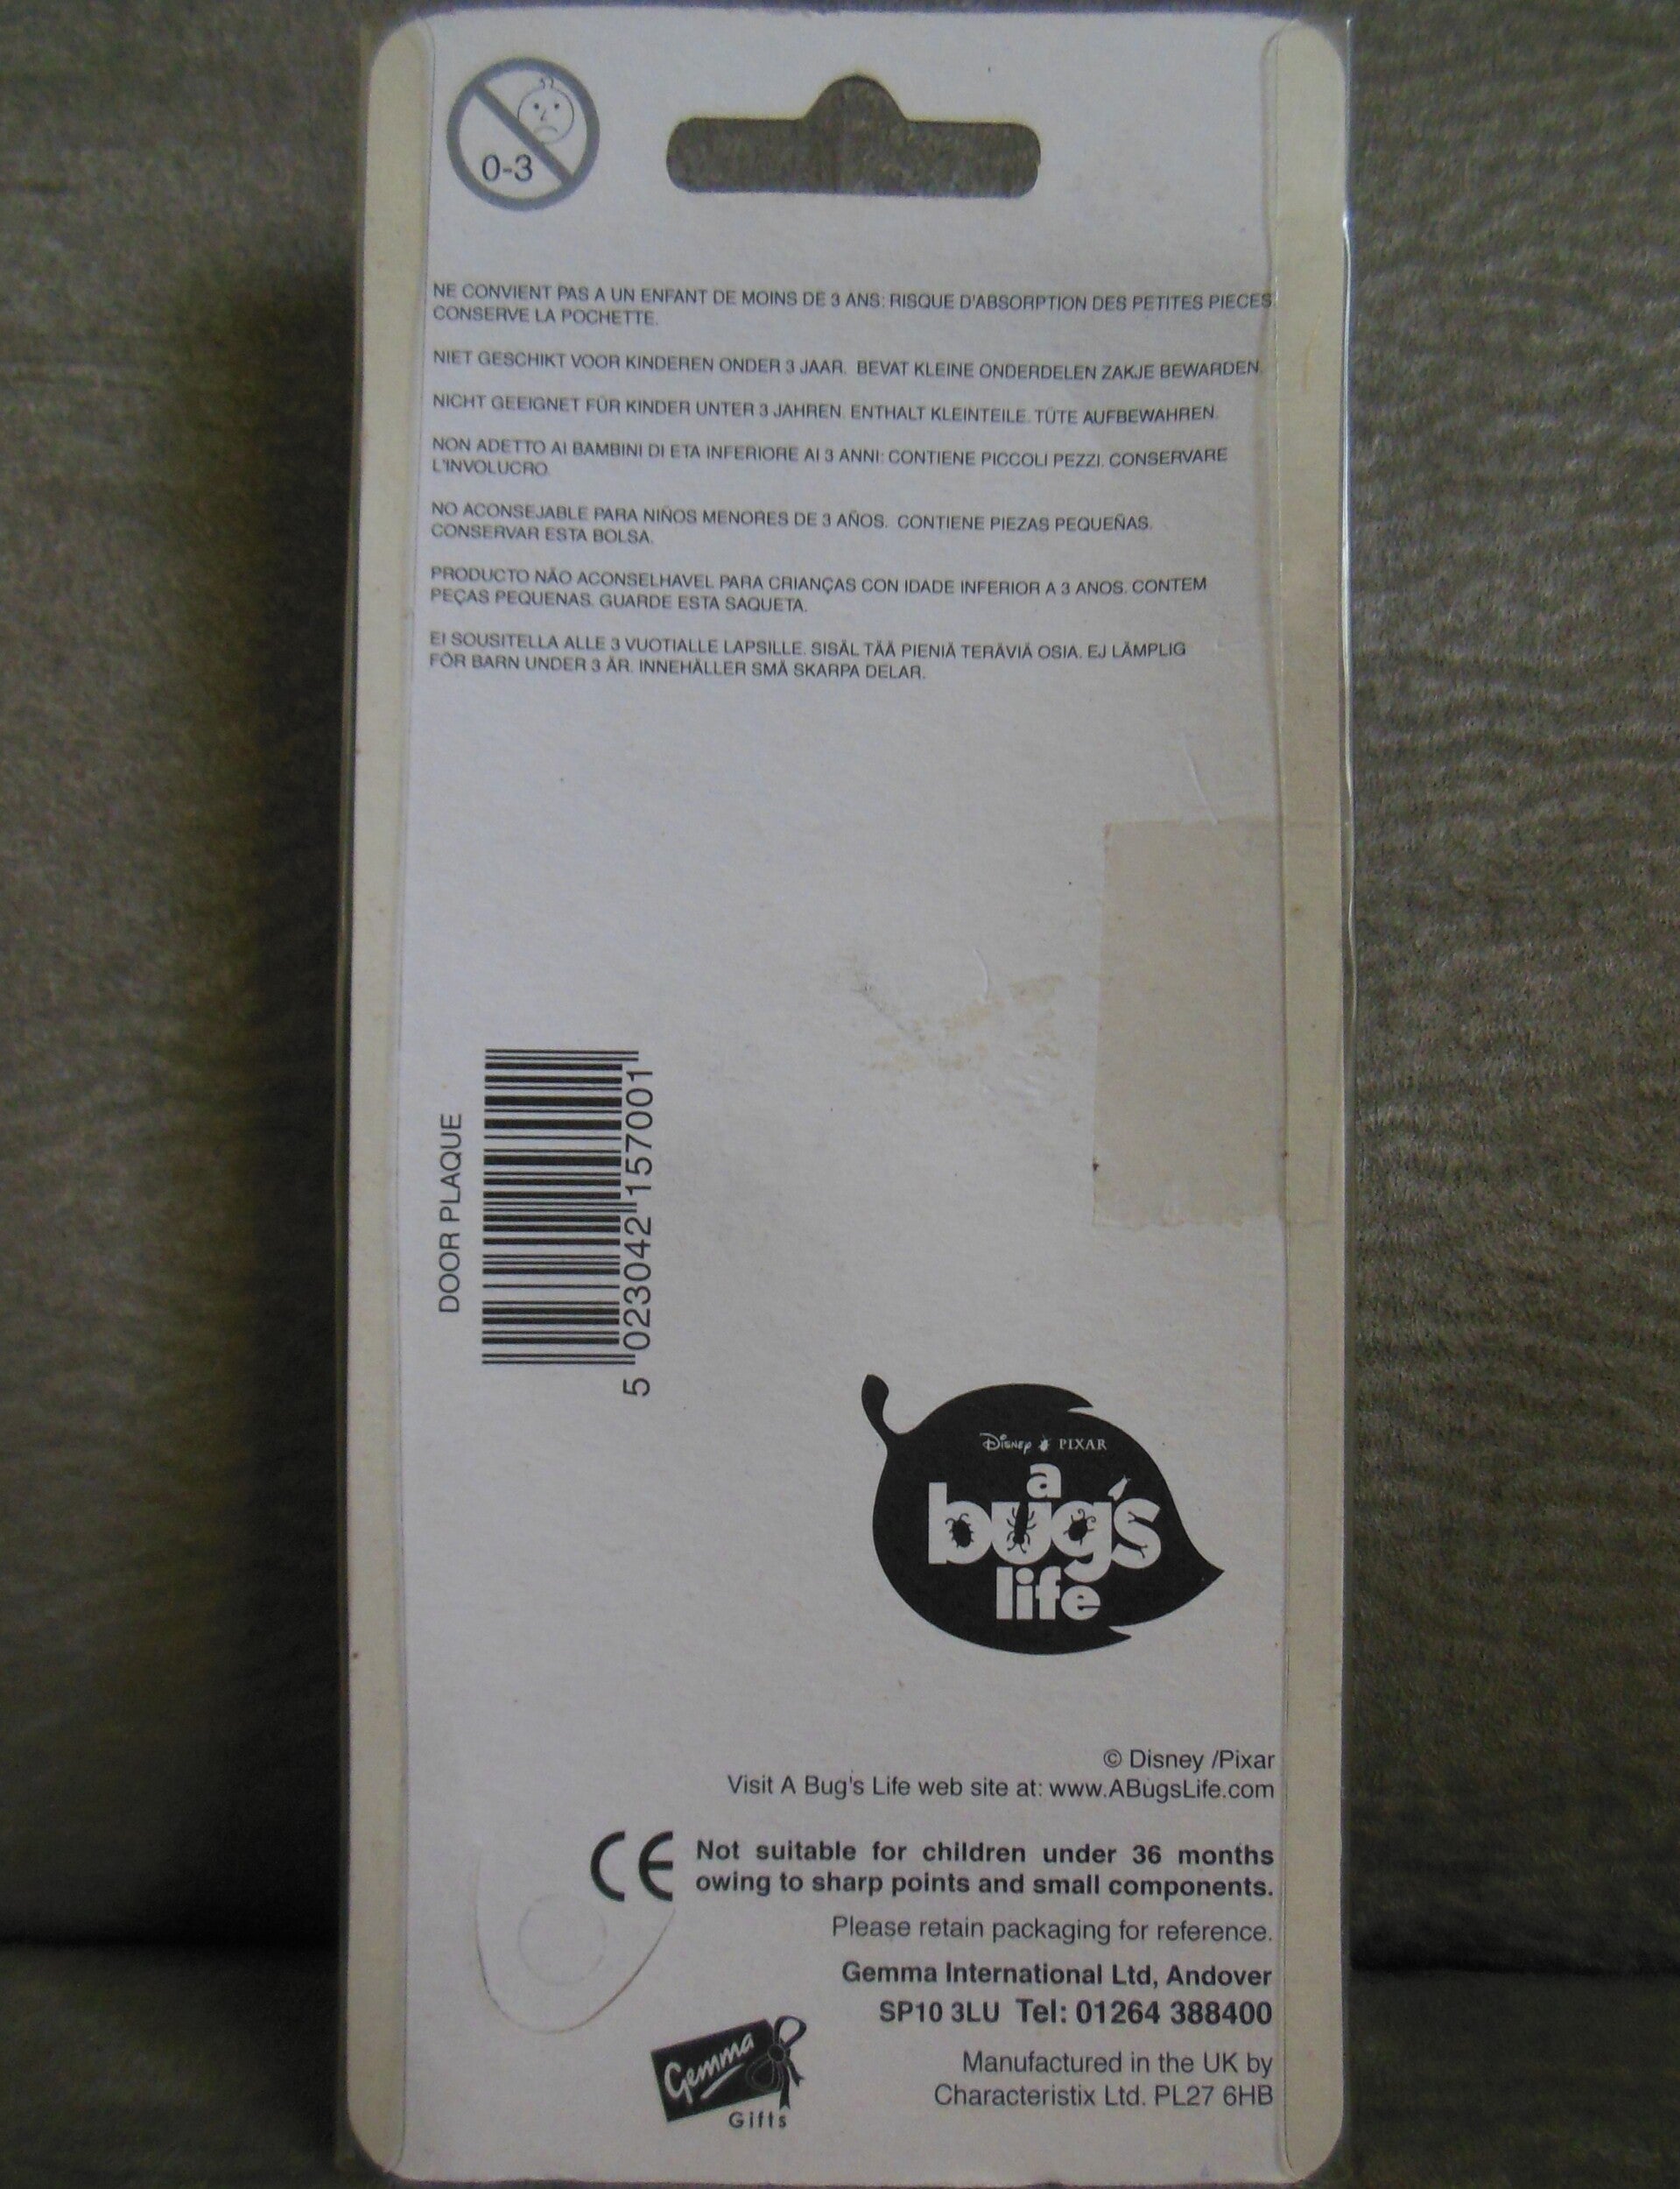 0-3
NE CONVIENT PAS A UN ENFANT DE MOINS DE 3 ANS: RISQUE D'ABSORPTION DES PETITES PIECES
CONSERVE LA POCHETTE.
NIET GESCHIKT VOOR KINDEREN ONDER 3 JAAR. BEVAT KLEINE ONDERDELEN ZAKJE BEWARDEN.
NICHT GEEIGNET FÜR KINDER UNTER 3 JAHREN. ENTHALT KLEINTEILE. TÜTE AUFBEWAHREN.
NON ADETTO AI BAMBINI DI ETA INFERIORE AI 3 ANNI: CONTIENE PICCOLI PEZZI. CONSERVARE
L'INVOLUCRO
NO ACONSEJABLE PARA NIÑOS MENORES DE 3 AÑOS. CONTIENE PIEZAS PEQUEÑAS.
CONSERVAR ESTA BOLSA.
PRODUCTO NÃO ACONSELHAVEL PARA CRIANÇAS CON IDADE INFERIOR A 3 ANOS. CONTEM
PEÇAS PEQUENAS. GUARDE ESTA SAQUETA.
EI SOUSITELLA ALLE 3 VUOTIALLE LAPSILLE. SISÄL TÄÄ PIENIÄ TERÄVIÄ OSIA. EJ LÄMPLIG
FÖR BARN UNDER 3 ÅR. INNEHÅLLER SMÅ SKARPA DELAR.
DOOR PLAQUE
5 023042 157001
Disney PIXAR
a
bug's
life
© Disney /Pixar
Visit A Bug's Life web site at: www.ABugsLife.com
CE
Not suitable for children under 36 months
owing to sharp points and small components.
Please retain packaging for reference.
Gemma International Ltd, Andover
SP10 3LU Tel: 01264 388400
Manufactured in the UK by
Characteristix Ltd. PL27 6HB
Gemma
Gifts